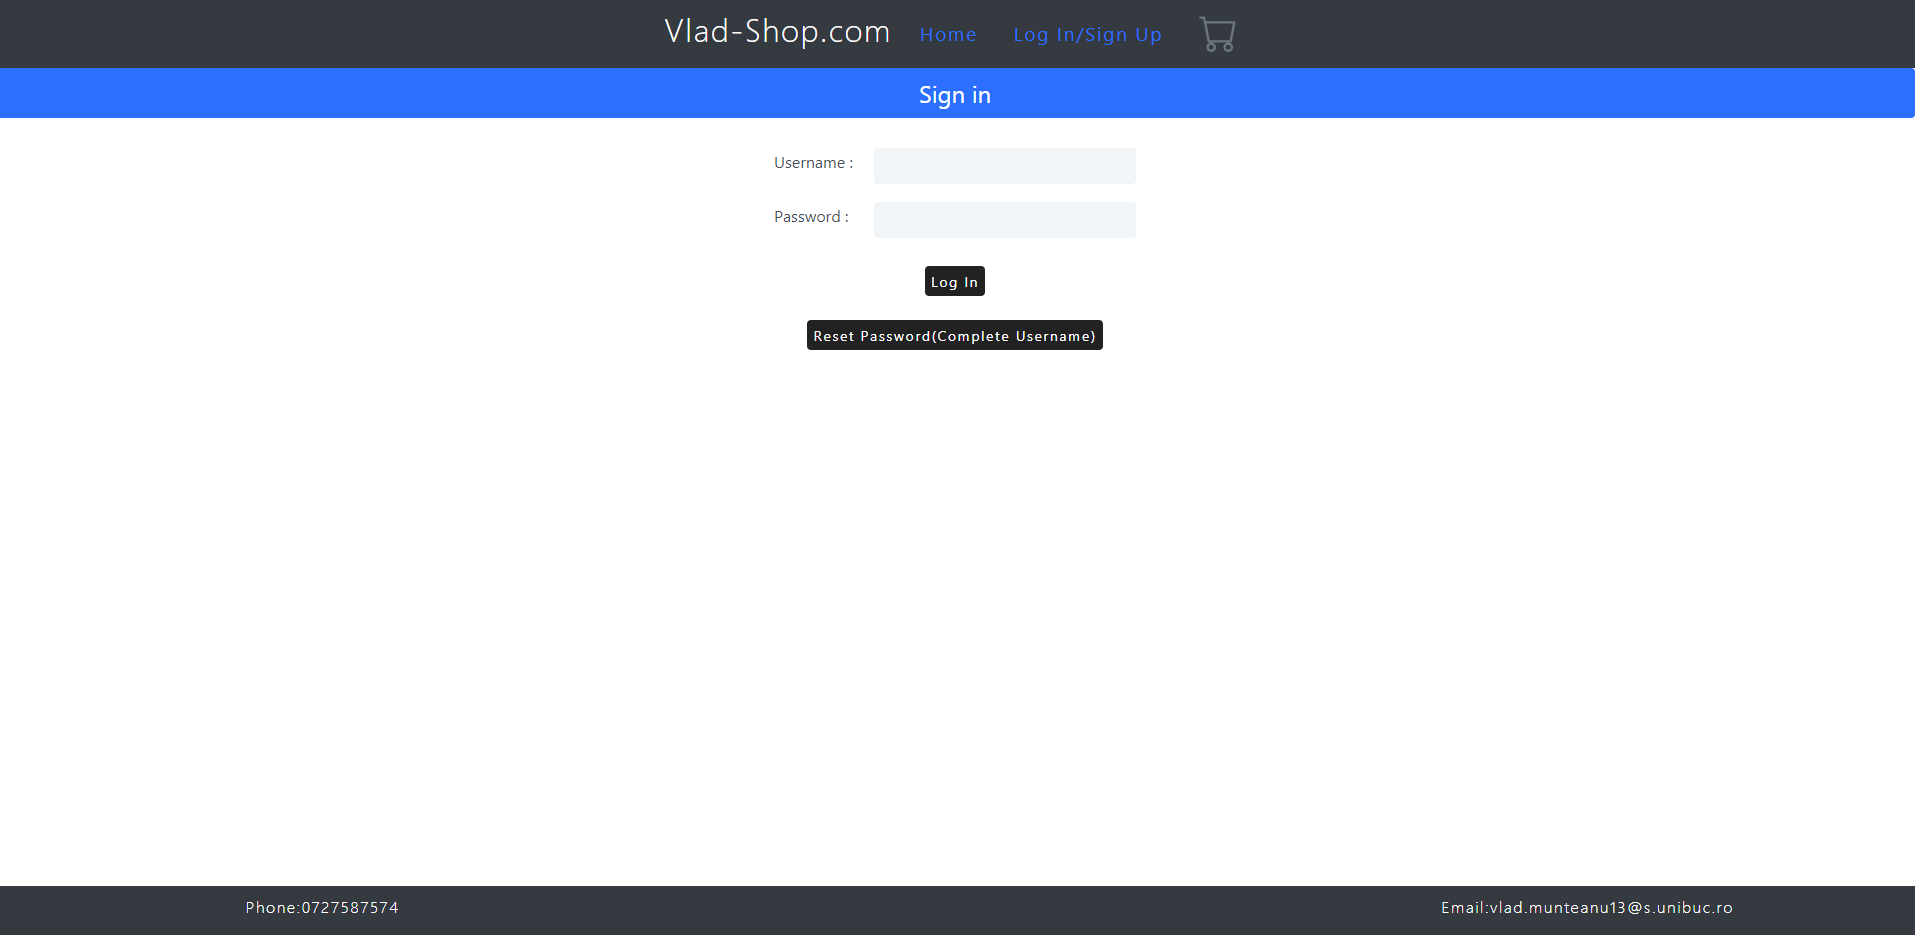 Vlad-Shop.com Home Log In/Sign Up
Sign in
Username :
Password :
Log In
Reset Password(Complete Username)
Phone:0727587574 Email:vlad.munteanu13@s.unibuc.ro